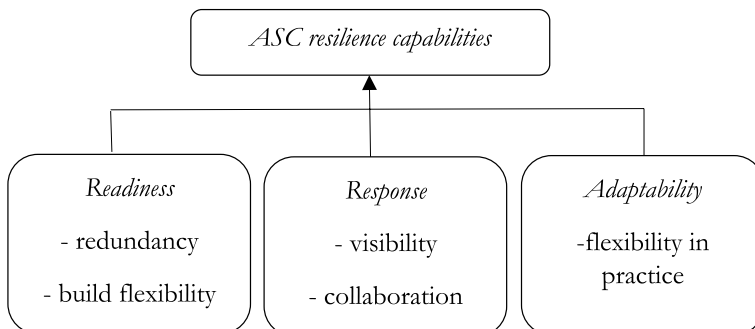 ASC resilience capabilities
Readiness
- redundancy
- build flexibility
Response
- visibility
- collaboration
Adaptability
-flexibility in
practice